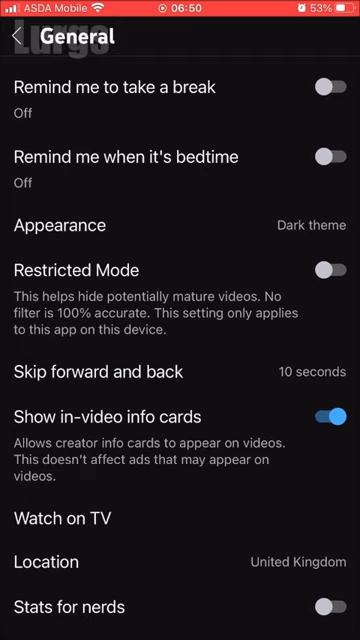 ASDA Mobile 06:50 53%
Lurgs
General
Remind me to take a break
Off
Remind me when it's bedtime
Off
Appearance Dark theme
Restricted Mode
This helps hide potentially mature videos. No
filter is 100% accurate. This setting only applies
to this app on this device.
Skip forward and back 10 seconds
Show in-video info cards
Allows creator info cards to appear on videos.
This doesn't affect ads that may appear on
videos.
Watch on TV
Location United Kingdom
Stats for nerds